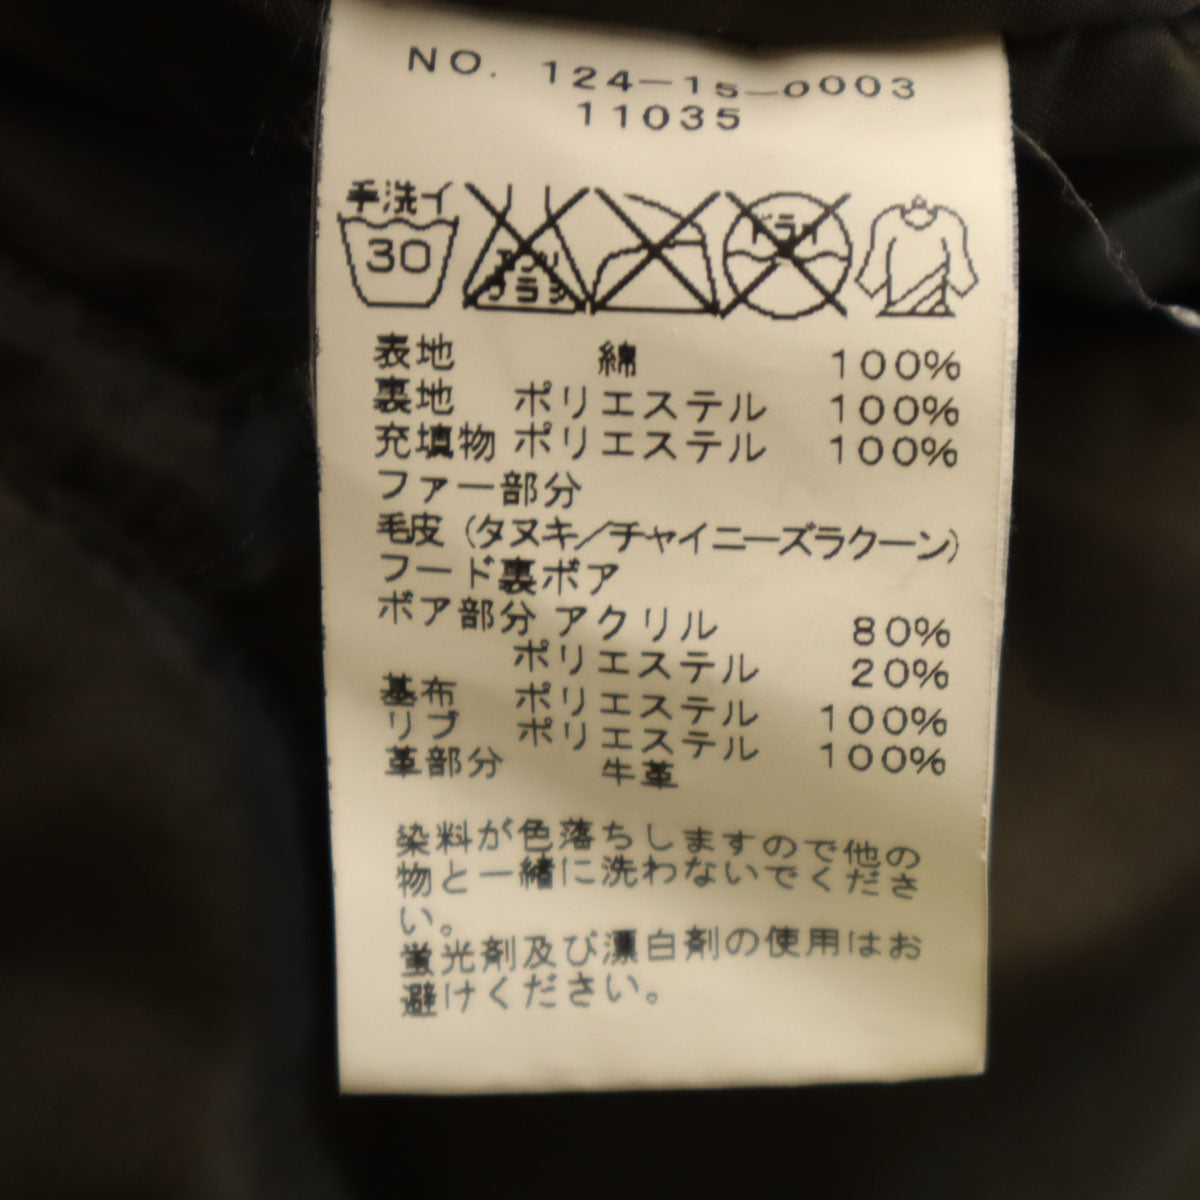 NO. 124-15-0003
11035
手洗イ
30
エンソ
サラシ
ドライ
表地 綿 100%
裏地 ポリエステル 100%
充填物 ポリエステル 100%
ファー部分
毛皮（タヌキ／チャイニーズラクーン）
フード裏ボア
ボア部分 アクリル 80%
ポリエステル 20%
基布 ポリエステル 100%
リブ ポリエステル 100%
革部分 牛革
染料が色落ちしますので他の
物と一緒に洗わないでくださ
い。
蛍光剤及び漂白剤の使用はお
避けください。